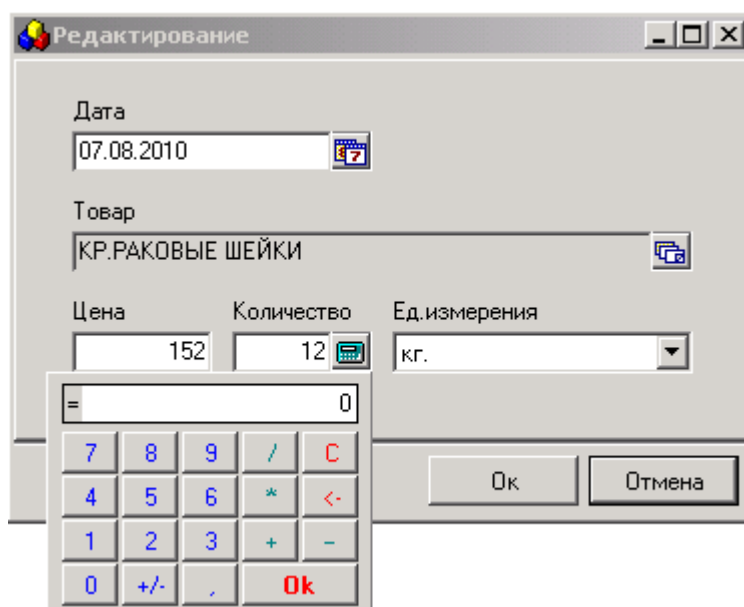 Редактирование
Дата
07.08.2010
Товар
КР.РАКОВЫЕ ШЕЙКИ
Цена Количество Ед.измерения
152 12 кг.
= 0
7 8 9 / C
4 5 6 * <-
Ок Отмена
1 2 3 + -
0 +/- , Ok